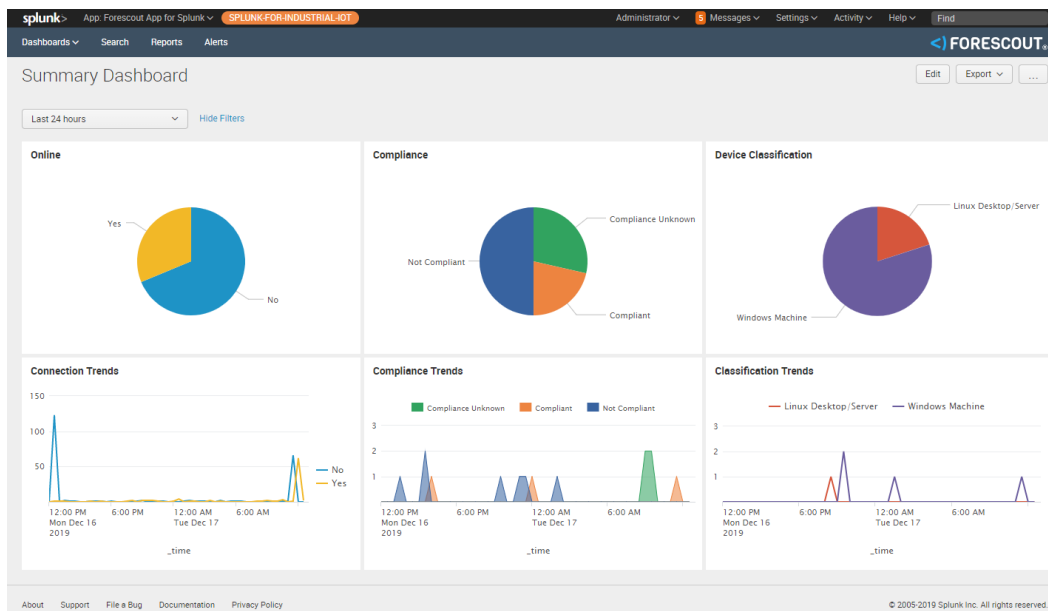 splunk> App: Forescout App for Splunk SPLUNK-FOR-INDUSTRIAL-IOT Administrator 5 Messages Settings Activity Help Find
Dashboards Search Reports Alerts <) FORESCOUT®
Summary Dashboard Edit Export ...
Last 24 hours Hide Filters
Online
Yes
No
Compliance
Compliance Unknown
Not Compliant
Compliant
Device Classification
Linux Desktop/Server
Windows Machine
Connection Trends
150
100
50
No
Yes
12:00 PM 6:00 PM 12:00 AM 6:00 AM
Mon Dec 16 Tue Dec 17
2019
_time
Compliance Trends
Compliance Unknown Compliant Not Compliant
3
2
1
12:00 PM 6:00 PM 12:00 AM 6:00 AM
Mon Dec 16 Tue Dec 17
2019
_time
Classification Trends
Linux Desktop/Server Windows Machine
3
2
1
12:00 PM 6:00 PM 12:00 AM 6:00 AM
Mon Dec 16 Tue Dec 17
2019
_time
About Support File a Bug Documentation Privacy Policy © 2005-2019 Splunk Inc. All rights reserved.